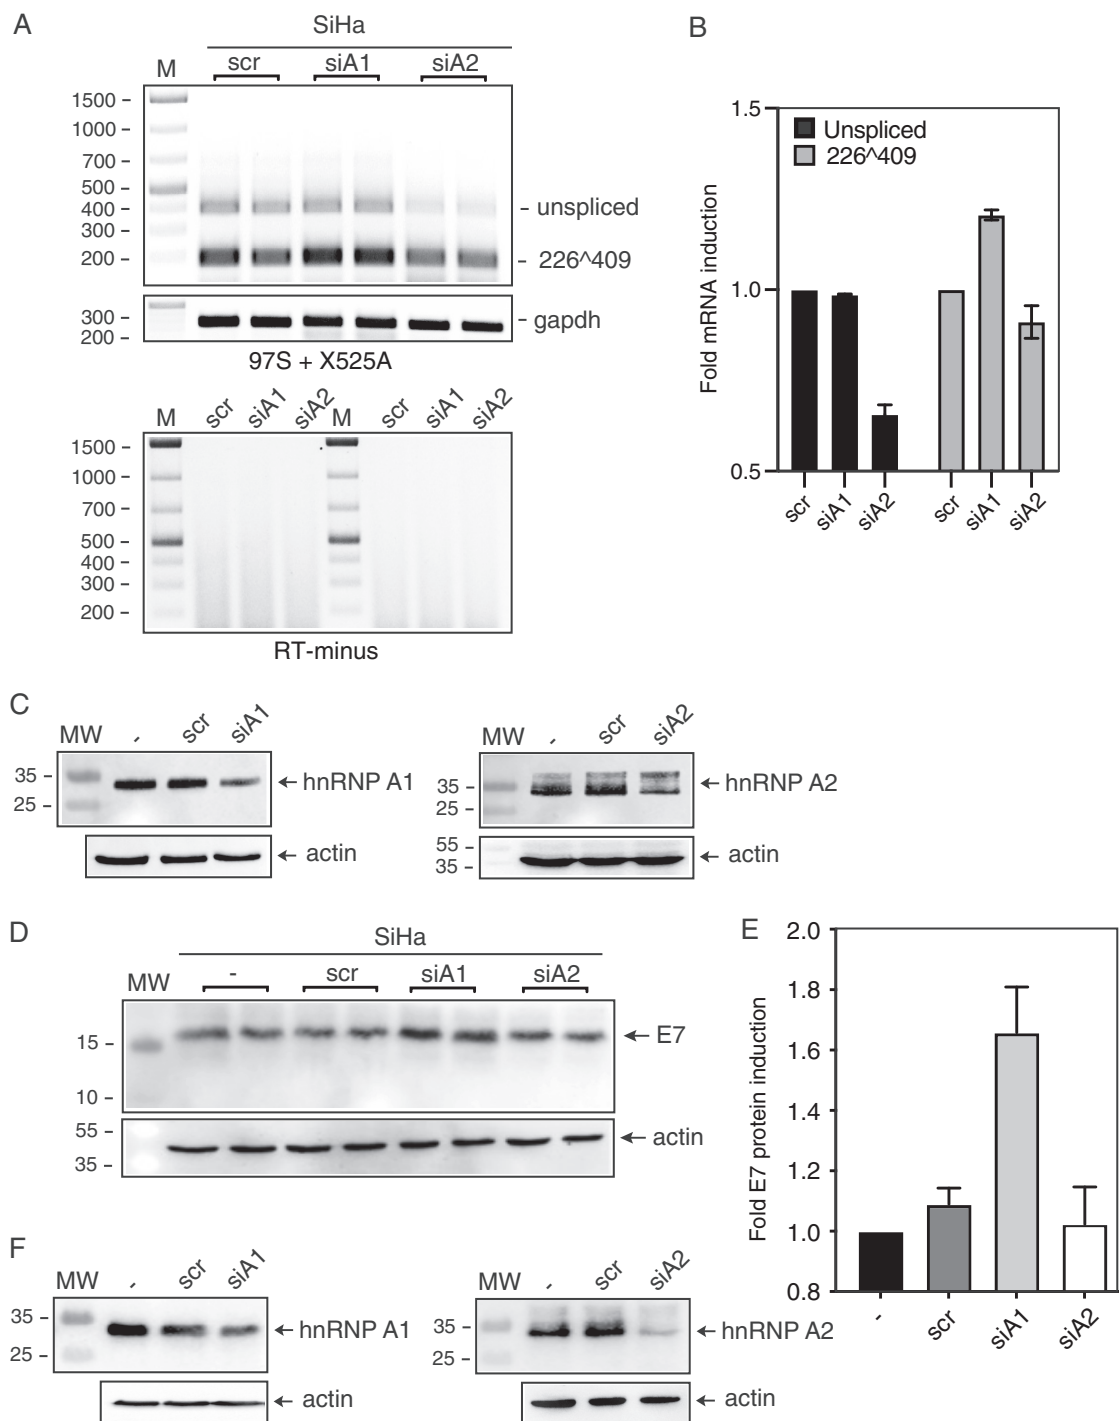 A
SiHa
M scr siA1 siA2
1500
1000
700
500
400
300
200
unspliced
226^409
300
200
gapdh
97S + X525A
M scr siA1 siA2 M scr siA1 siA2
1500
1000
700
500
400
300
200
RT-minus
B
Fold mRNA induction
1.5
1.0
0.5
Unspliced
226^409
scr siA1 siA2 scr siA1 siA2
C
MW - scr siA1
35
25
← hnRNP A1
← actin
MW - scr siA2
35
25
← hnRNP A2
55
35
← actin
D
SiHa
MW - scr siA1 siA2
15
10
← E7
55
35
← actin
E
Fold E7 protein induction
2.0
1.8
1.6
1.4
1.2
1.0
0.8
- scr siA1 siA2
F
MW - scr siA1
35
25
← hnRNP A1
← actin
MW - scr siA2
35
25
← hnRNP A2
← actin